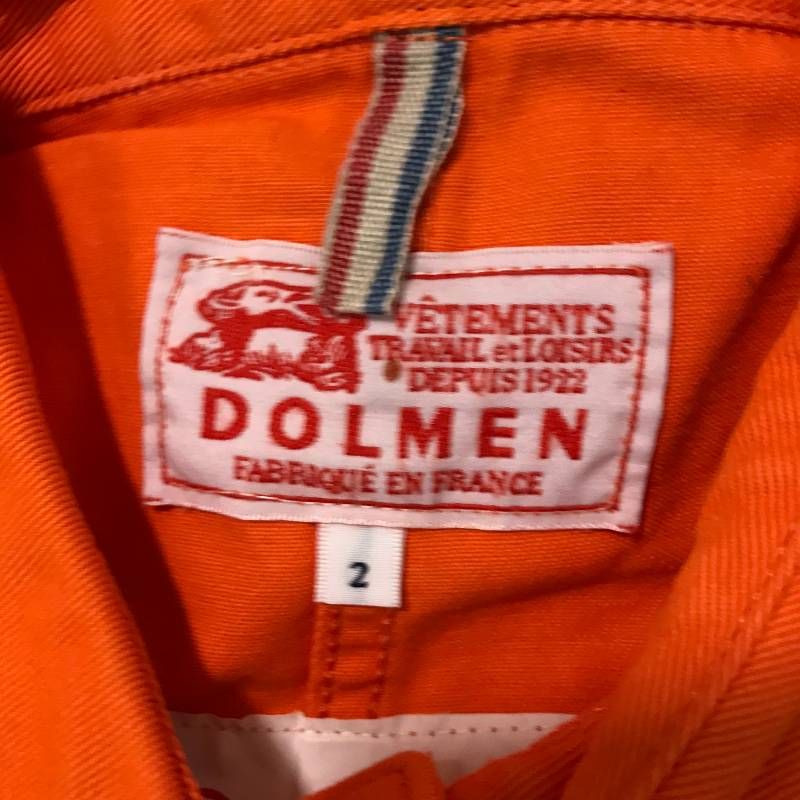 VÊTEMENTS
TRAVAIL et LOISIRS
DEPUIS 1922
DOLMEN
FABRIQUÉ EN FRANCE
2